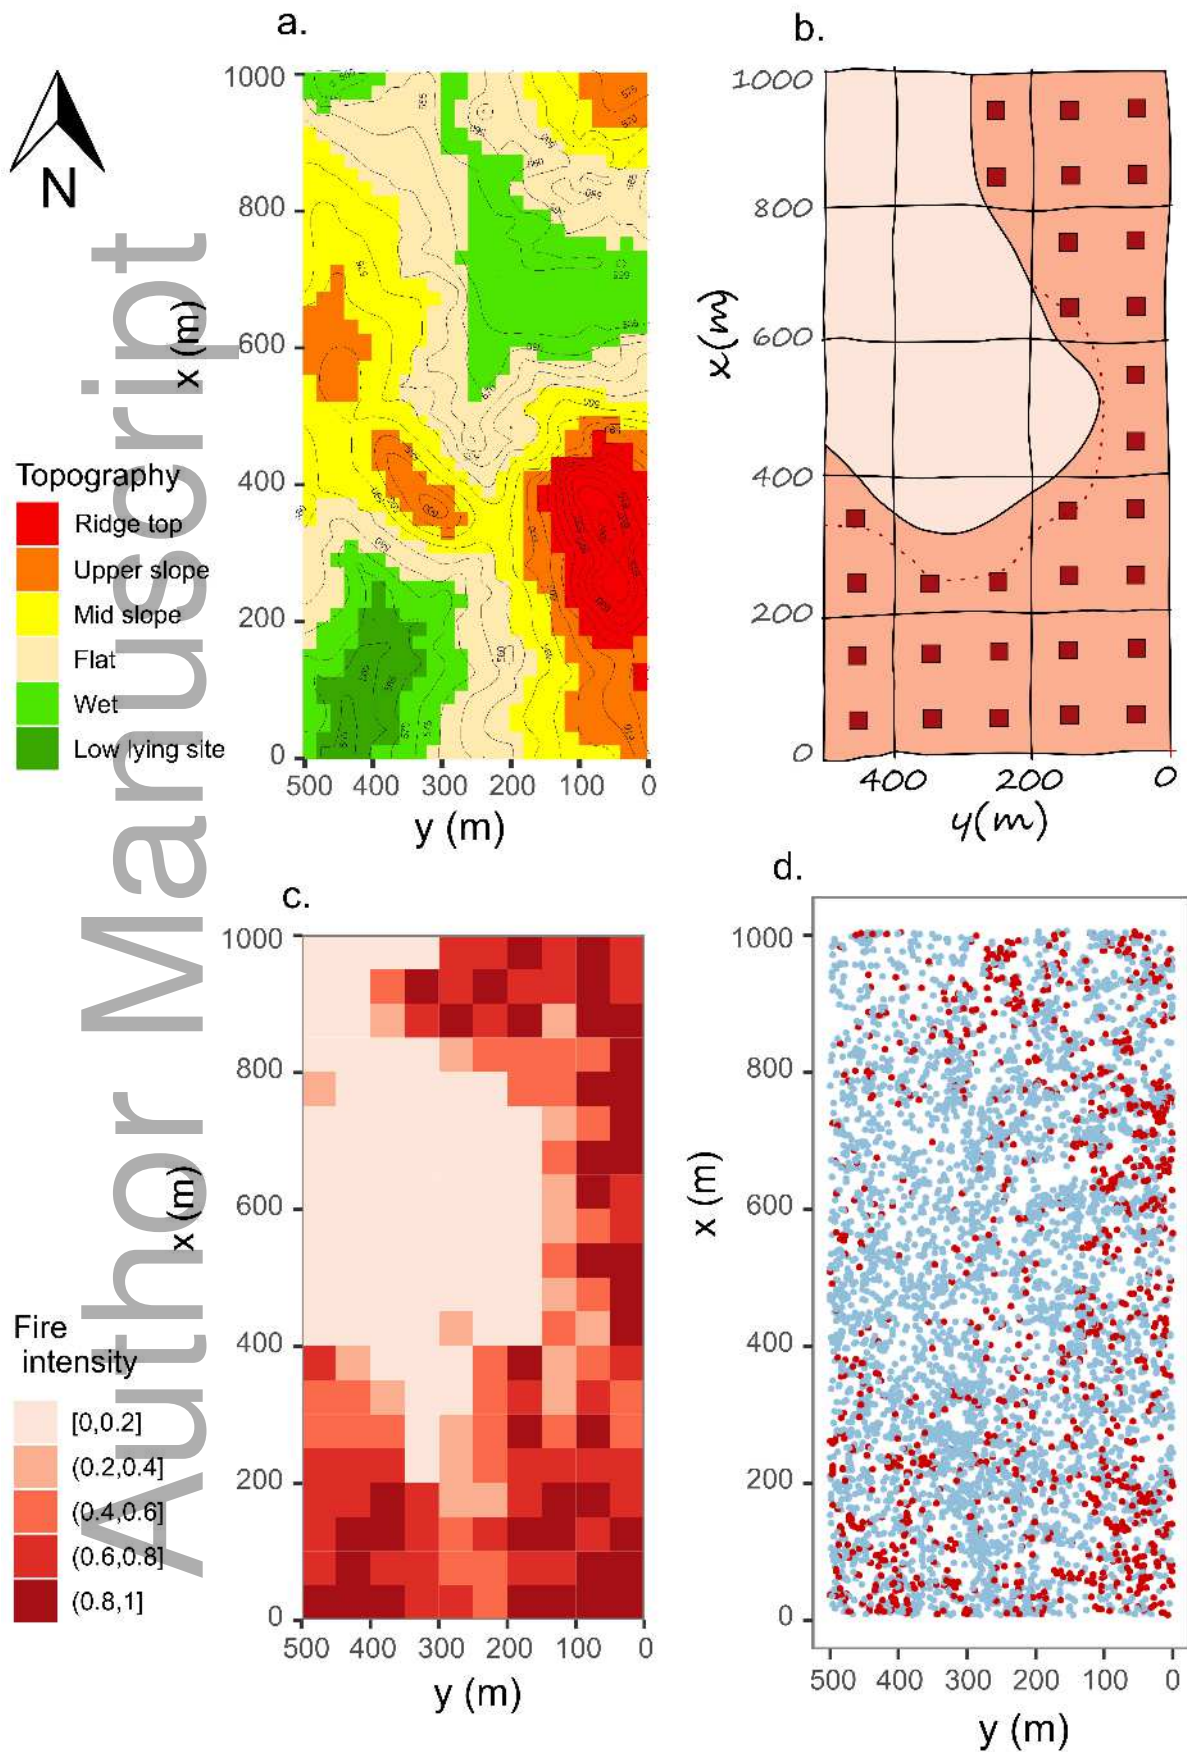 a.
b.
N
1000
800
600
400
200
0
x (m)
500
400
300
200
100
0
y (m)
Topography
Ridge top
Upper slope
Mid slope
Flat
Wet
Low lying site
1000
800
600
400
200
0
x(m)
400
200
0
y(m)
c.
d.
1000
800
600
400
200
0
x (m)
500
400
300
200
100
0
y (m)
Fire
intensity
[0,0.2]
(0.2,0.4]
(0.4,0.6]
(0.6,0.8]
(0.8,1]
1000
800
600
400
200
0
x (m)
500
400
300
200
100
0
y (m)
Author Manuscript